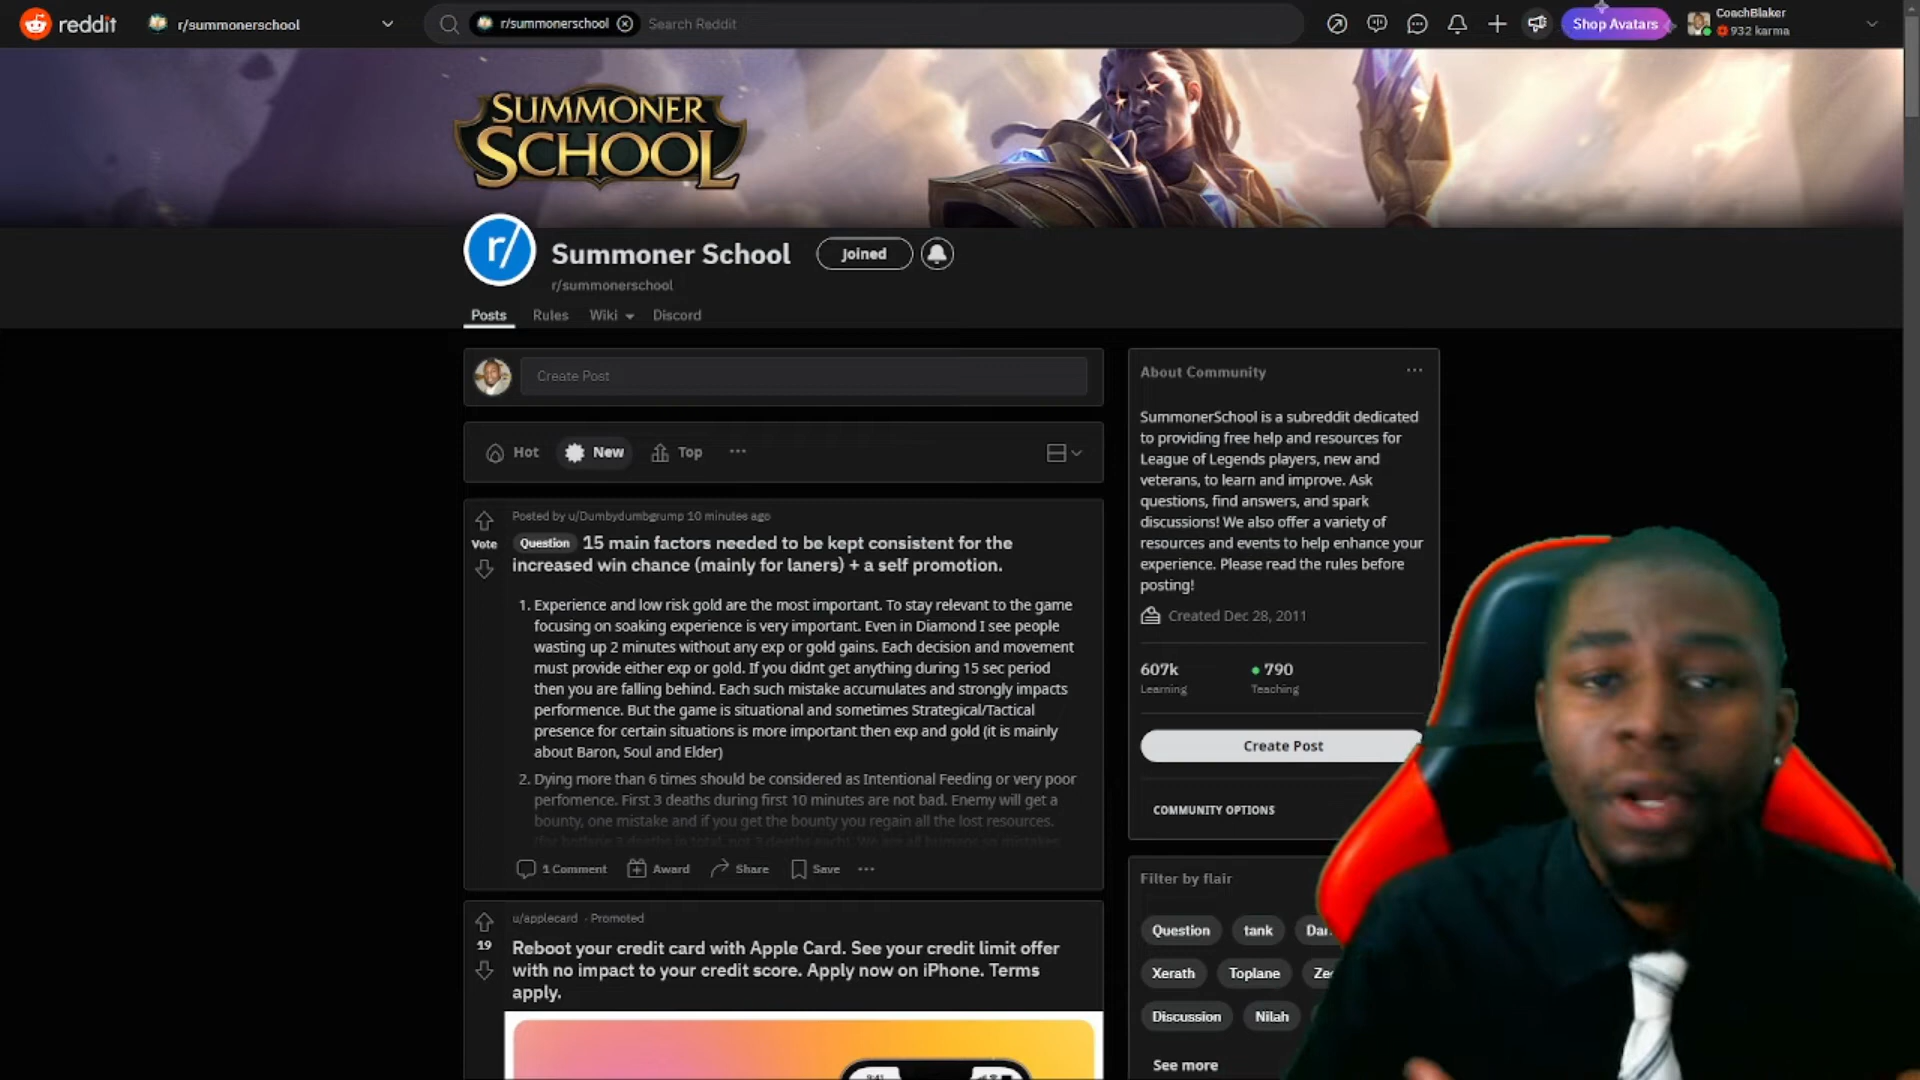 reddit
r/summonerschool
r/summonerschool
Search Reddit
Shop Avatars
CoachBlaker
932 karma
SUMMONER
SCHOOL
r/
Summoner School
Joined
r/summonerschool
Posts
Rules
Wiki
Discord
Create Post
Hot
New
Top
Posted by u/Dumbydumbgrump 10 minutes ago
Vote
Question 15 main factors needed to be kept consistent for the
increased win chance (mainly for laners) + a self promotion.
1. Experience and low risk gold are the most important. To stay relevant to the game
focusing on soaking experience is very important. Even in Diamond I see people
wasting up 2 minutes without any exp or gold gains. Each decision and movement
must provide either exp or gold. If you didnt get anything during 15 sec period
then you are falling behind. Each such mistake accumulates and strongly impacts
performence. But the game is situational and sometimes Strategical/Tactical
presence for certain situations is more important then exp and gold (it is mainly
about Baron, Soul and Elder)
2. Dying more than 6 times should be considered as Intentional Feeding or very poor
perfomence. First 3 deaths during first 10 minutes are not bad. Enemy will get a
bounty, one mistake and if you get the bounty you regain all the lost resources.
1 Comment
Award
Share
Save
u/applecard · Promoted
19
Reboot your credit card with Apple Card. See your credit limit offer
with no impact to your credit score. Apply now on iPhone. Terms
apply.
9:41
About Community
SummonerSchool is a subreddit dedicated
to providing free help and resources for
League of Legends players, new and
veterans, to learn and improve. Ask
questions, find answers, and spark
discussions! We also offer a variety of
resources and events to help enhance your
experience. Please read the rules before
posting!
Created Dec 28, 2011
607k
790
Learning
Teaching
Create Post
COMMUNITY OPTIONS
Filter by flair
Question
tank
Xerath
Toplane
Discussion
Nilah
See more